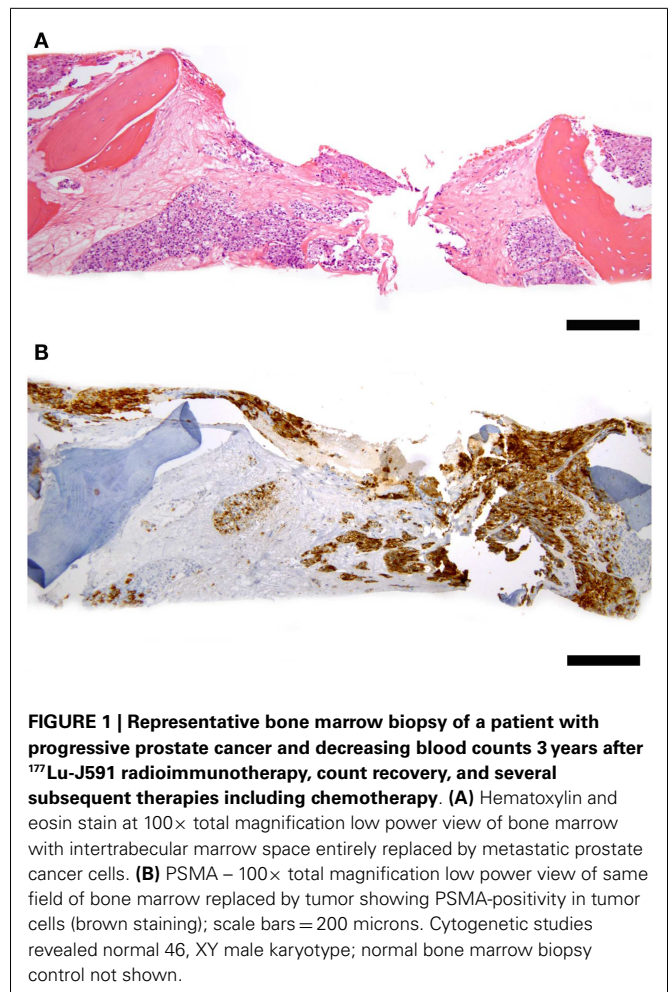 A
B
FIGURE 1 | Representative bone marrow biopsy of a patient with
progressive prostate cancer and decreasing blood counts 3 years after
¹⁷⁷Lu-J591 radioimmunotherapy, count recovery, and several
subsequent therapies including chemotherapy. (A) Hematoxylin and
eosin stain at 100× total magnification low power view of bone marrow
with intertrabecular marrow space entirely replaced by metastatic prostate
cancer cells. (B) PSMA – 100× total magnification low power view of same
field of bone marrow replaced by tumor showing PSMA-positivity in tumor
cells (brown staining); scale bars = 200 microns. Cytogenetic studies
revealed normal 46, XY male karyotype; normal bone marrow biopsy
control not shown.